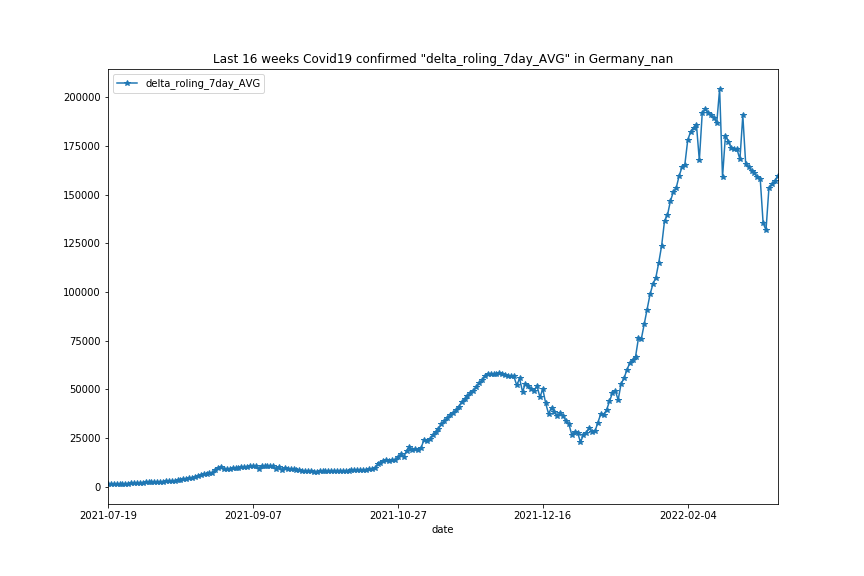 Last 16 weeks Covid19 confirmed "delta_roling_7day_AVG" in Germany_nan
delta_roling_7day_AVG
200000
175000
150000
125000
100000
75000
50000
25000
0
2021-07-19 2021-09-07 2021-10-27 2021-12-16 2022-02-04
date